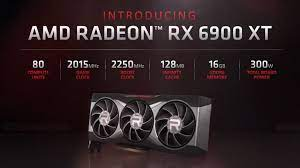 INTRODUCING
AMD RADEON™ RX 6900 XT
80 2015MHz 2250MHz 128MB 16GB 300W
COMPUTE UNITS GAME CLOCK BOOST CLOCK INFINITY CACHE GDDR6 MEMORY TOTAL BOARD POWER